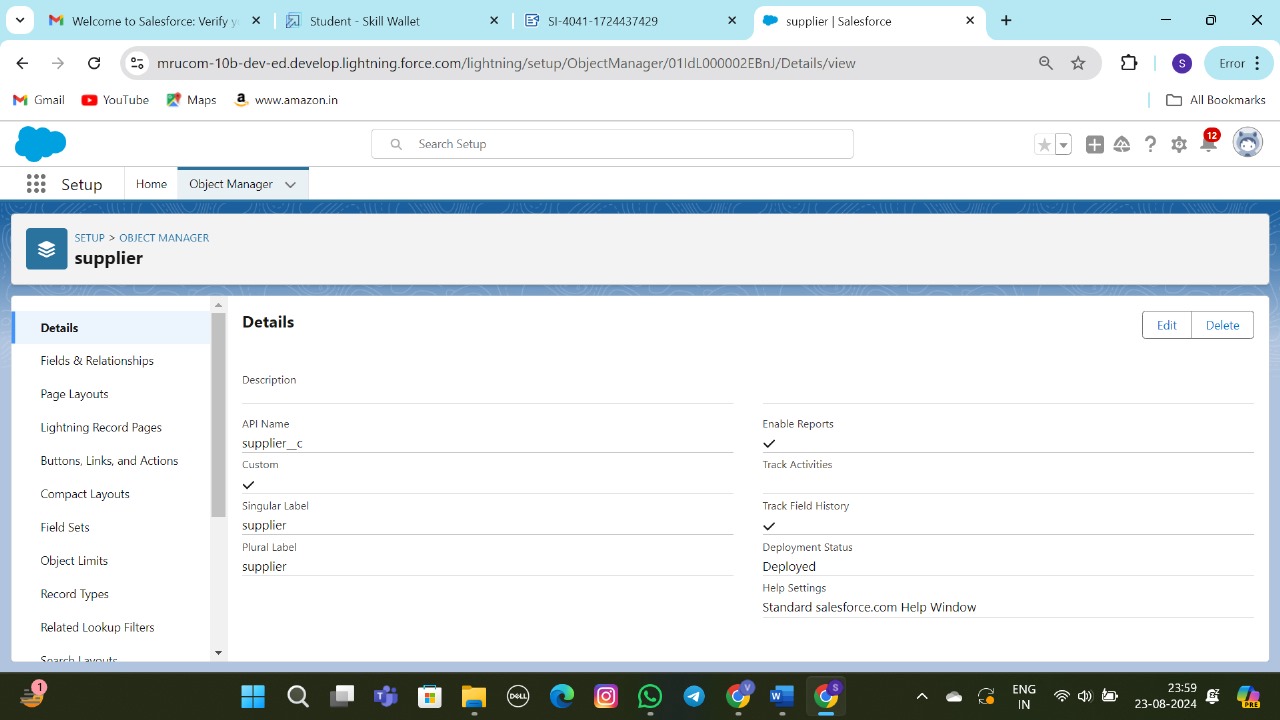 Welcome to Salesforce: Verify yo
Student - Skill Wallet
SI-4041-1724437429
supplier | Salesforce
mrucom-10b-dev-ed.develop.lightning.force.com/lightning/setup/ObjectManager/01IdL000002EBnJ/Details/view
S
Error
Gmail
YouTube
Maps
www.amazon.in
All Bookmarks
Search Setup
12
Setup
Home
Object Manager
SETUP > OBJECT MANAGER
supplier
Details
Fields & Relationships
Page Layouts
Lightning Record Pages
Buttons, Links, and Actions
Compact Layouts
Field Sets
Object Limits
Record Types
Related Lookup Filters
Search Layouts
Details
Edit
Delete
Description
API Name
supplier__c
Custom
Singular Label
supplier
Plural Label
supplier
Enable Reports
Track Activities
Track Field History
Deployment Status
Deployed
Help Settings
Standard salesforce.com Help Window
1
DELL
V
S
ENG
IN
23:59
23-08-2024
PRE